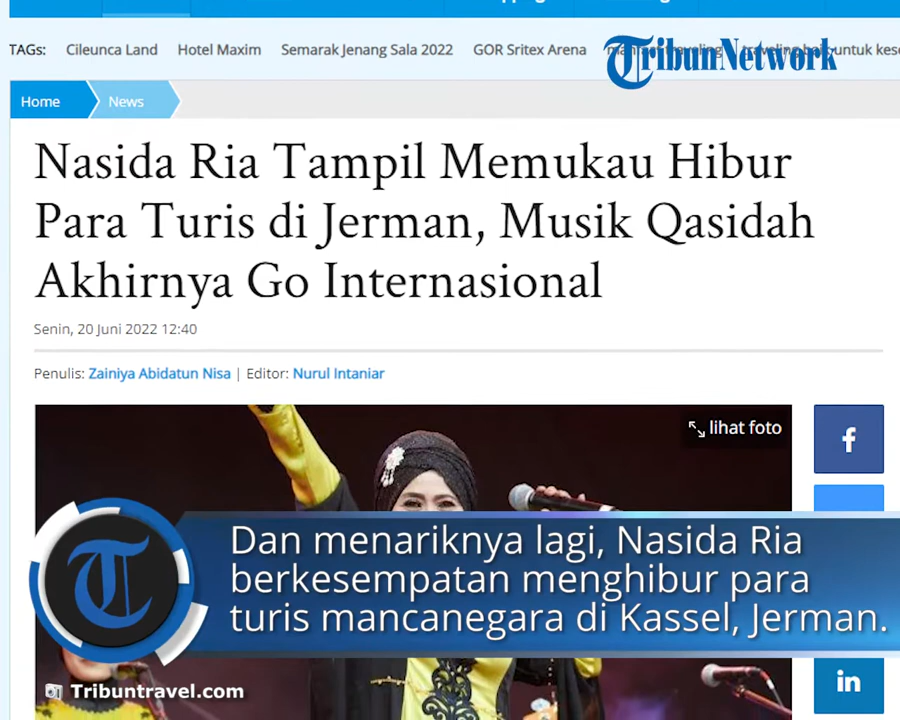 TAGs: Cileunca Land Hotel Maxim Semarak Jenang Sala 2022 GOR Sritex Arena
TribunNetwork
Home News
Nasida Ria Tampil Memukau Hibur
Para Turis di Jerman, Musik Qasidah
Akhirnya Go Internasional
Senin, 20 Juni 2022 12:40
Penulis: Zainiya Abidatun Nisa | Editor: Nurul Intaniar
lihat foto
f
Dan menariknya lagi, Nasida Ria
berkesempatan menghibur para
turis mancanegara di Kassel, Jerman.
T
in
Tribuntravel.com